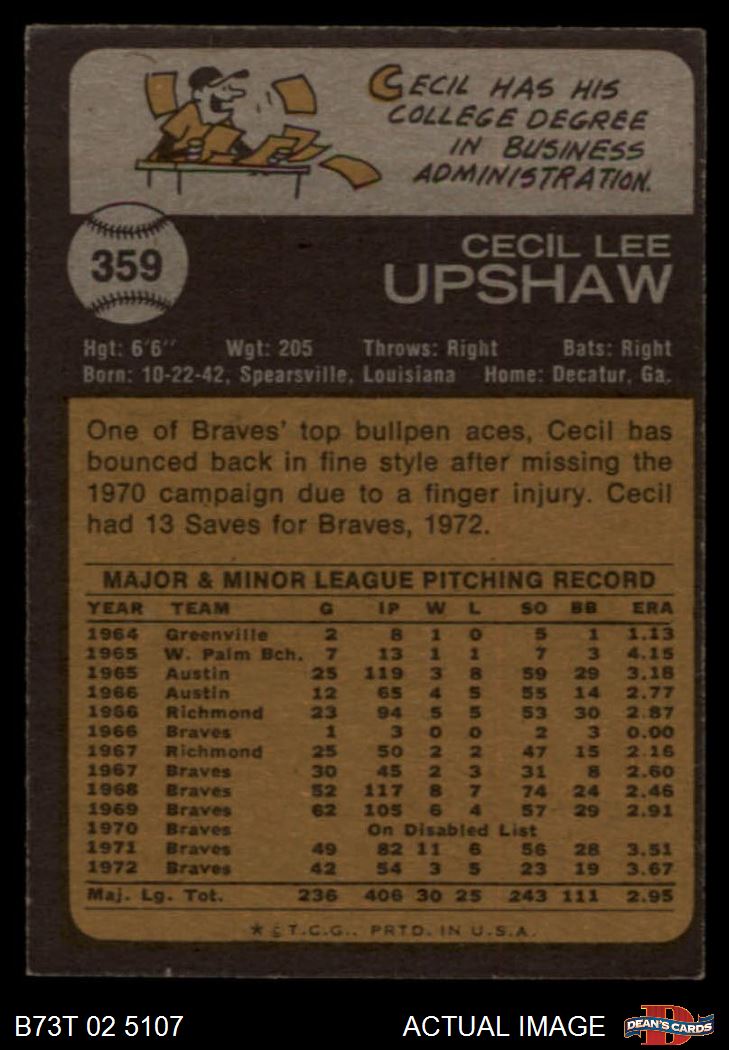 CECIL HAS HIS
COLLEGE DEGREE
IN BUSINESS
ADMINISTRATION.
359
CECIL LEE
UPSHAW
Hgt: 6'6" Wgt: 205 Throws: Right Bats: Right
Born: 10-22-42, Spearsville, Louisiana Home: Decatur, Ga.
One of Braves' top bullpen aces, Cecil has
bounced back in fine style after missing the
1970 campaign due to a finger injury. Cecil
had 13 Saves for Braves, 1972.
MAJOR & MINOR LEAGUE PITCHING RECORD
YEAR TEAM G IP W L SO BB ERA
1964 Greenville 2 8 1 0 5 1 1.13
1965 W. Palm Bch. 7 13 1 1 7 3 4.15
1965 Austin 25 119 3 8 59 29 3.18
1966 Austin 12 65 4 5 55 14 2.77
1966 Richmond 23 94 5 5 53 30 2.87
1966 Braves 1 3 0 0 2 3 0.00
1967 Richmond 25 50 2 2 47 15 2.16
1967 Braves 30 45 2 3 31 8 2.60
1968 Braves 52 117 8 7 74 24 2.46
1969 Braves 62 105 6 4 57 29 2.91
1970 Braves On Disabled List
1971 Braves 49 82 11 6 56 28 3.51
1972 Braves 42 54 3 5 23 19 3.67
Maj. Lg. Tot. 236 406 30 25 243 111 2.95
★ © T.C.G., PRTD. IN U.S.A.
B73T 02 5107 ACTUAL IMAGE D DEAN'S CARDS